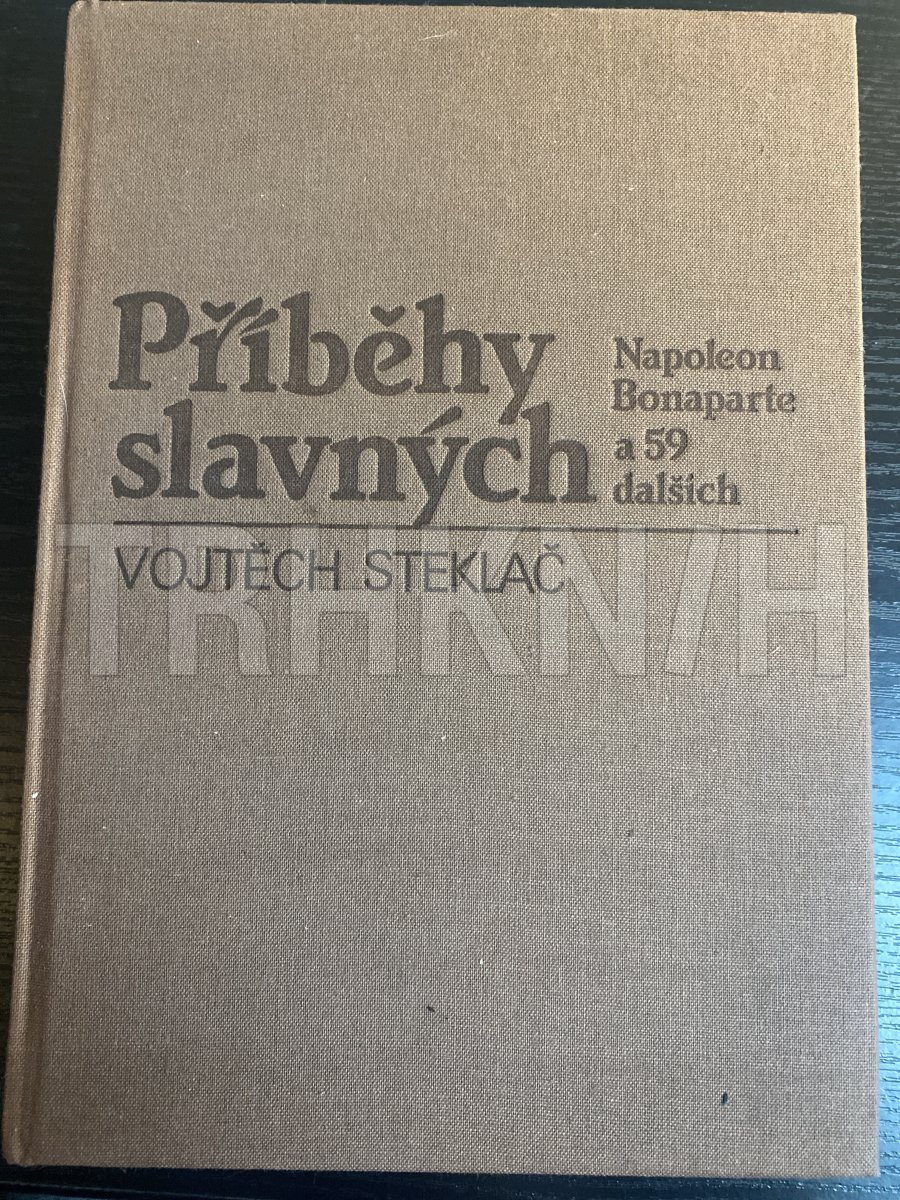 Příběhy
slavných
Napoleon
Bonaparte
a 59
dalších
VOJTĚCH STEKLAČ
TRHKNIH